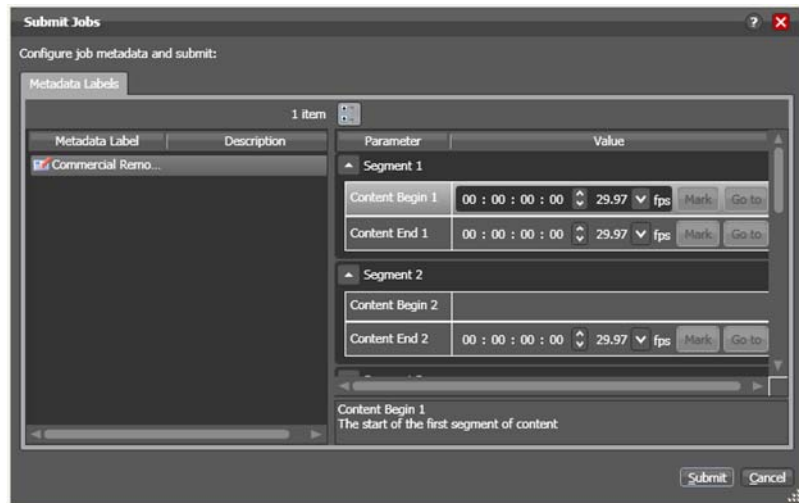 Submit Jobs
?
Configure job metadata and submit:
Metadata Labels
1 item
Metadata Label Description
Commercial Remo...
Parameter Value
Segment 1
Content Begin 1 00 : 00 : 00 : 00 29.97 fps Mark Go to
Content End 1 00 : 00 : 00 : 00 29.97 fps Mark Go to
Segment 2
Content Begin 2
Content End 2 00 : 00 : 00 : 00 29.97 fps Mark Go to
Content Begin 1
The start of the first segment of content
Submit Cancel